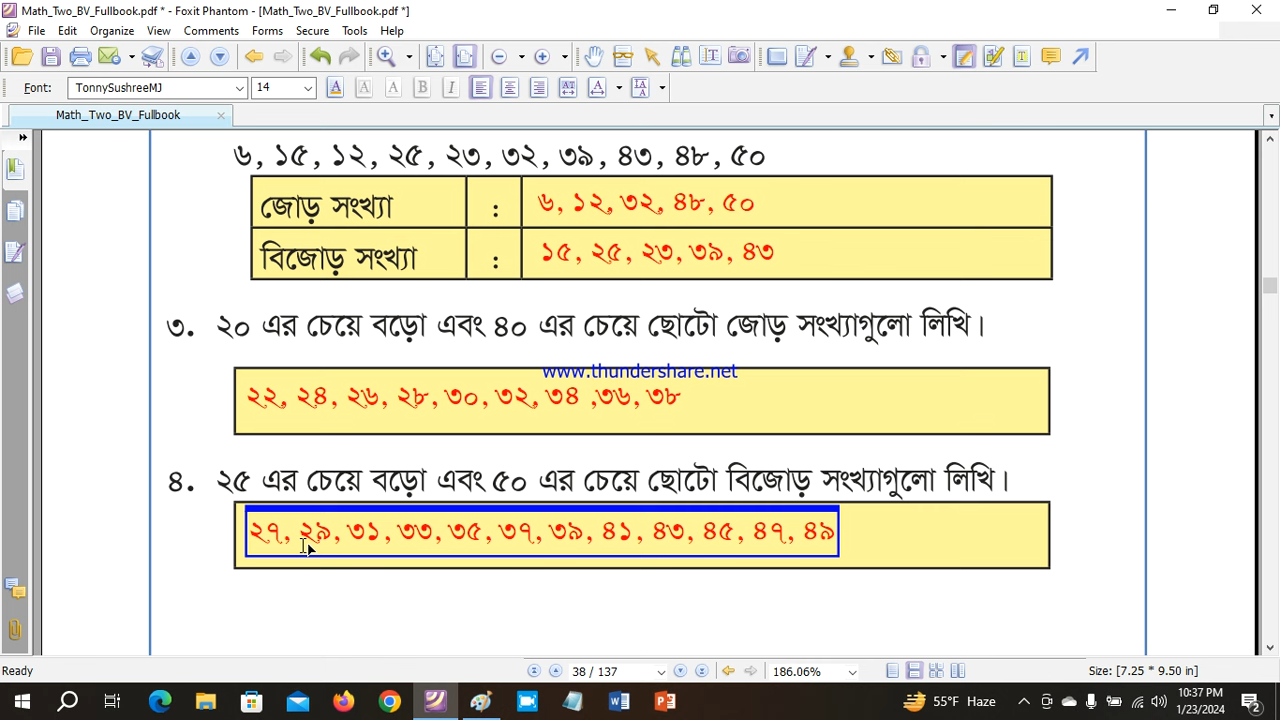 Math_Two_BV_Fullbook.pdf * - Foxit Phantom - [Math_Two_BV_Fullbook.pdf *]
File Edit Organize View Comments Forms Secure Tools Help
Font: TonnySushreeMJ 14
Math_Two_BV_Fullbook
৬, ১৫, ১২, ২৫, ২৩, ৩২, ৩৯, ৪৩, ৪৮, ৫০
জোড় সংখ্যা : ৬, ১২, ৩২, ৪৮, ৫০
বিজোড় সংখ্যা : ১৫, ২৫, ২৩, ৩৯, ৪৩
৩. ২০ এর চেয়ে বড়ো এবং ৪০ এর চেয়ে ছোটো জোড় সংখ্যাগুলো লিখি।
www.thundershare.net
২২, ২৪, ২৬, ২৮, ৩০, ৩২, ৩৪ ,৩৬, ৩৮
৪. ২৫ এর চেয়ে বড়ো এবং ৫০ এর চেয়ে ছোটো বিজোড় সংখ্যাগুলো লিখি।
২৭, ২৯, ৩১, ৩৩, ৩৫, ৩৭, ৩৯, ৪১, ৪৩, ৪৫, ৪৭, ৪৯
Ready 38 / 137 186.06% Size: [7.25 * 9.50 in]
55°F Haze 10:37 PM
1/23/2024 2